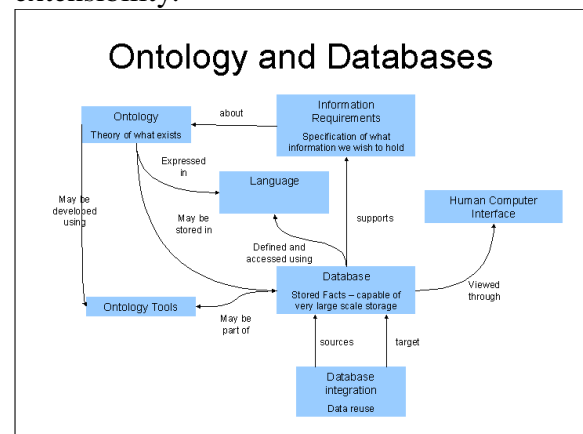 extensibility.
Ontology and Databases
Ontology
Theory of what exists
about
Information
Requirements
Specification of what
information we wish to hold
Expressed
in
Language
May be
developed
using
May be
stored in
supports
Human Computer
Interface
Defined and
accessed using
Database
Stored Facts – capable of
very large scale storage
Viewed
through
Ontology Tools
May be
part of
sources
target
Database
integration
Data reuse